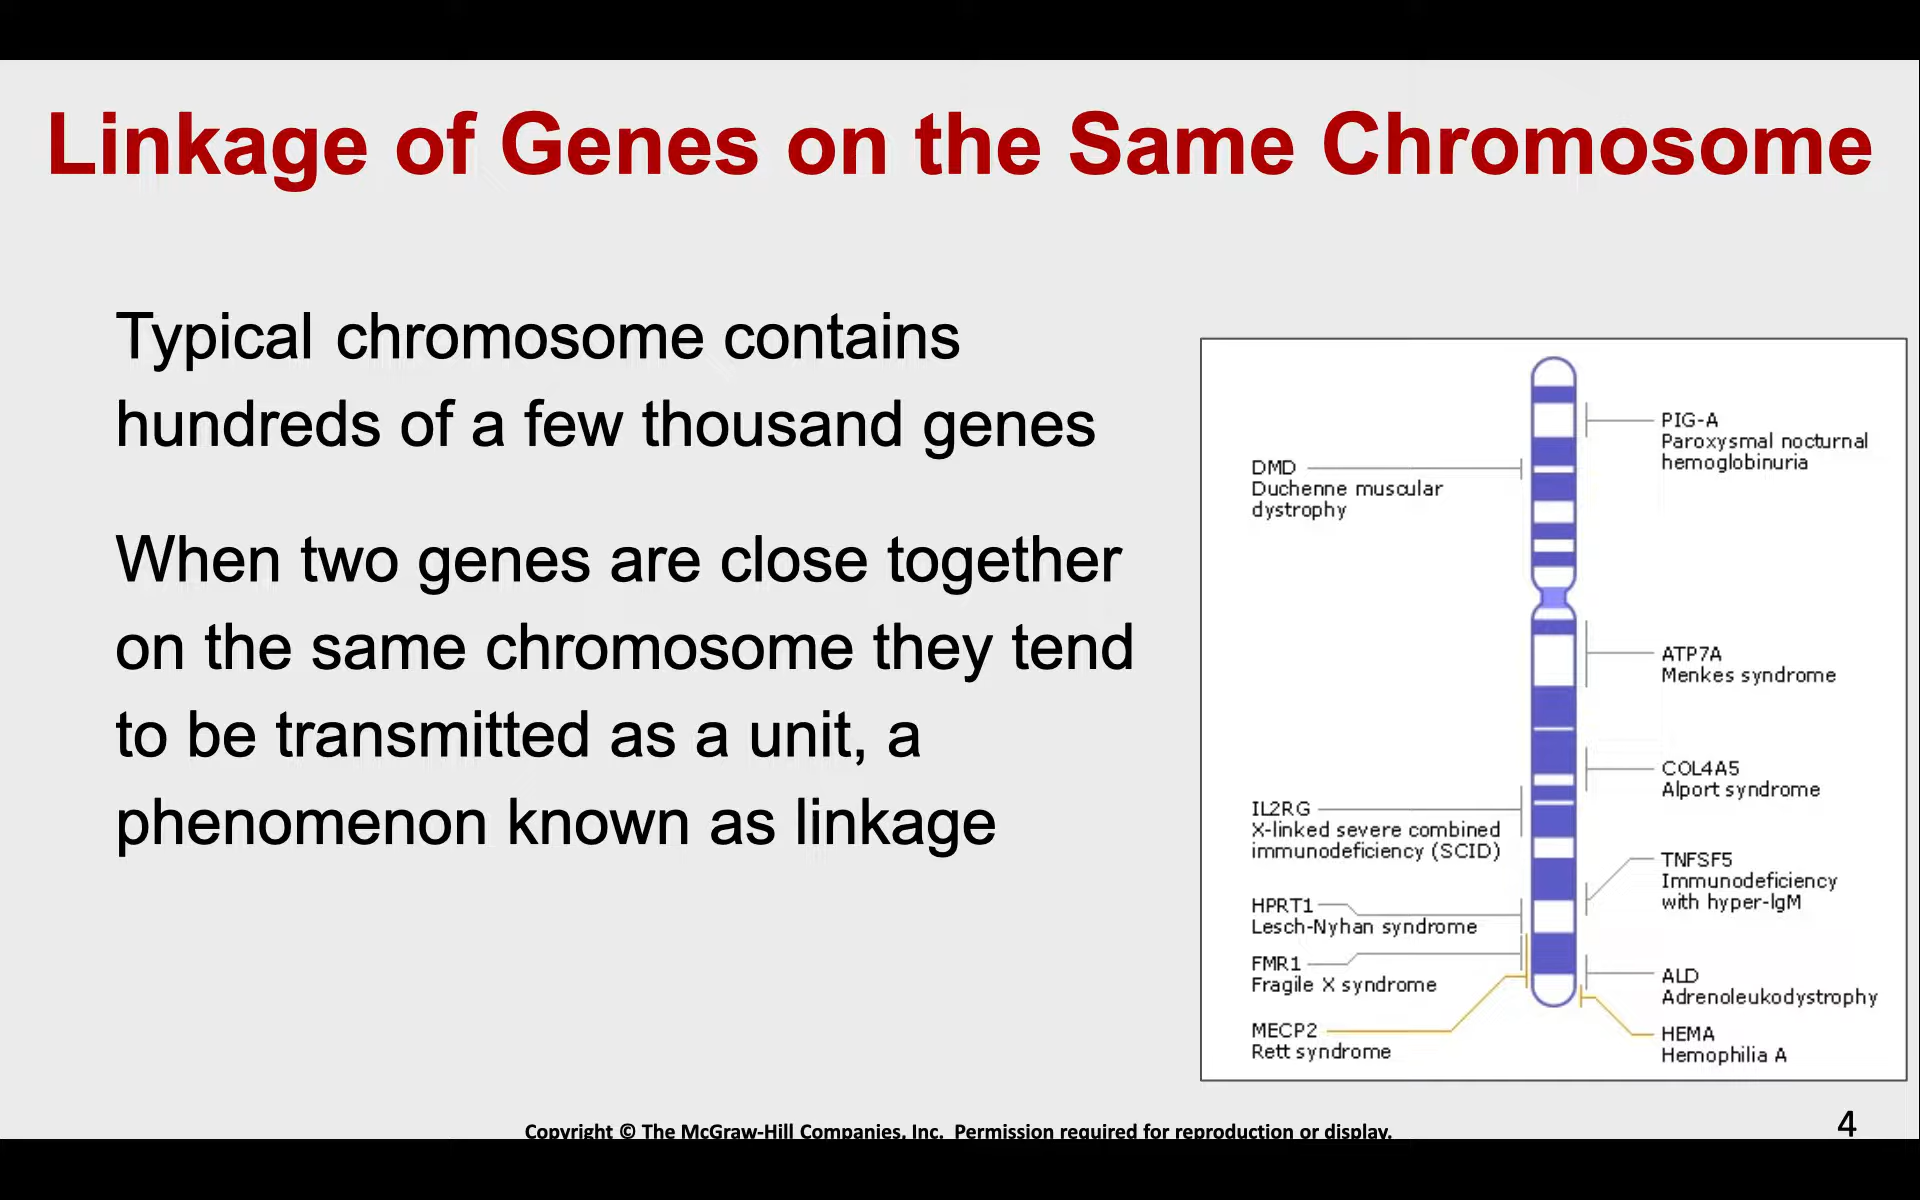 Linkage of Genes on the Same Chromosome
Typical chromosome contains
hundreds of a few thousand genes
When two genes are close together
on the same chromosome they tend
to be transmitted as a unit, a
phenomenon known as linkage
DMD
Duchenne muscular
dystrophy
IL2RG
X-linked severe combined
immunodeficiency (SCID)
HPRT1
Lesch-Nyhan syndrome
FMR1
Fragile X syndrome
MECP2
Rett syndrome
PIG-A
Paroxysmal nocturnal
hemoglobinuria
ATP7A
Menkes syndrome
COL4A5
Alport syndrome
TNFSF5
Immunodeficiency
with hyper-IgM
ALD
Adrenoleukodystrophy
HEMA
Hemophilia A
Copyright © The McGraw-Hill Companies, Inc. Permission required for reproduction or display.
4